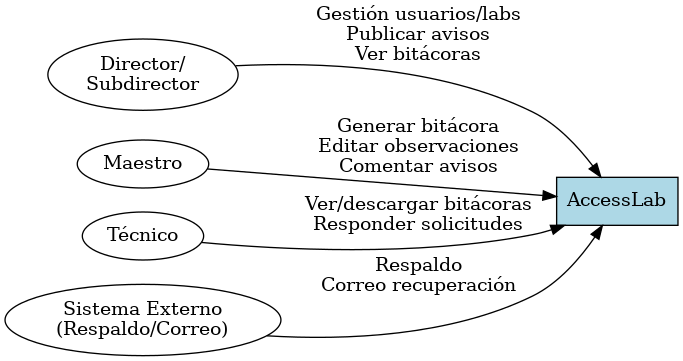 Gestión usuarios/labs
Publicar avisos
Ver bitácoras
Director/
Subdirector
Generar bitácora
Editar observaciones
Comentar avisos
Maestro
AccessLab
Ver/descargar bitácoras
Responder solicitudes
Técnico
Respaldo
Correo recuperación
Sistema Externo
(Respaldo/Correo)